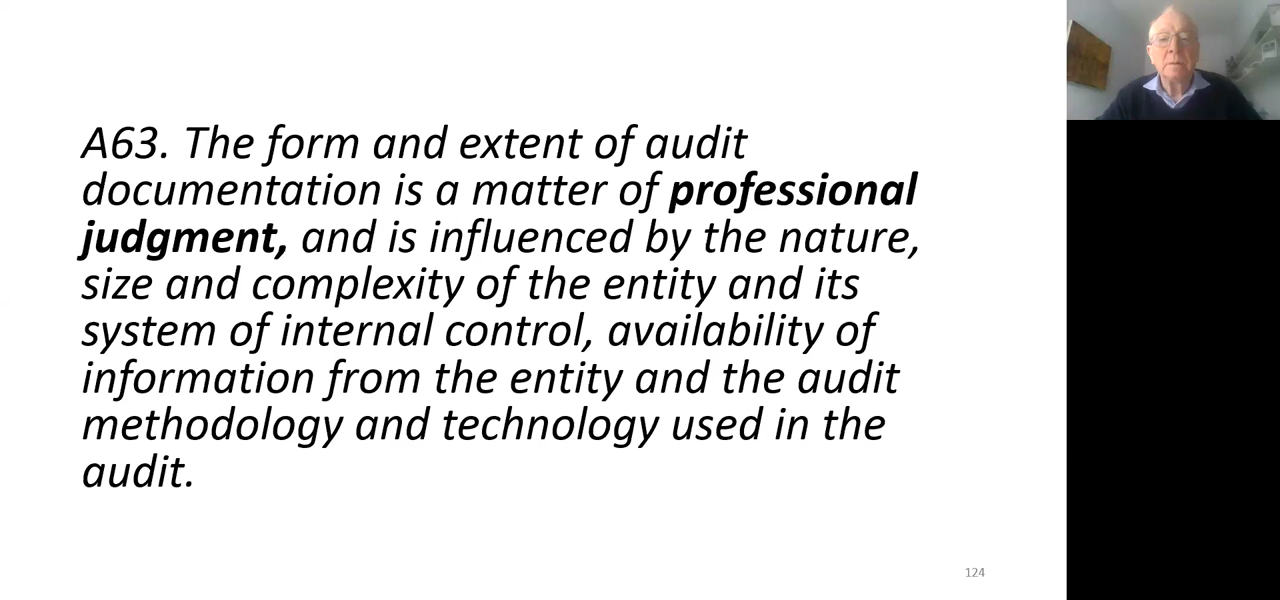 A63. The form and extent of audit
documentation is a matter of professional
judgment, and is influenced by the nature,
size and complexity of the entity and its
system of internal control, availability of
information from the entity and the audit
methodology and technology used in the
audit.
124